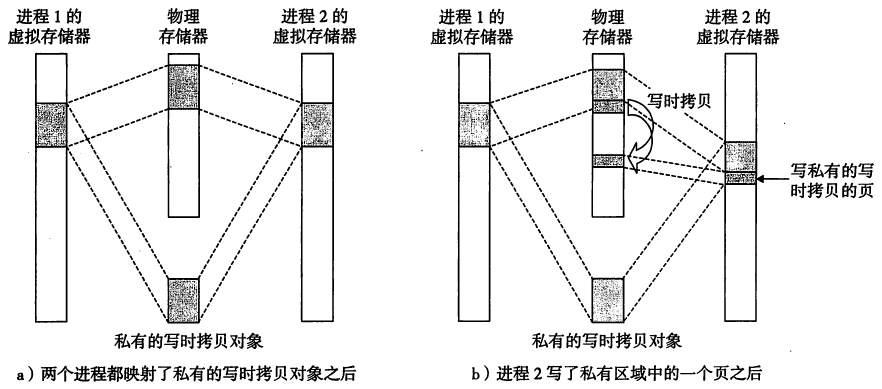 进程 1 的
虚拟存储器
物理
存储器
进程 2 的
虚拟存储器
私有的写时拷贝对象
a）两个进程都映射了私有的写时拷贝对象之后
进程 1 的
虚拟存储器
物理
存储器
进程 2 的
虚拟存储器
写时拷贝
写私有的写
时拷贝的页
私有的写时拷贝对象
b）进程 2 写了私有区域中的一个页之后